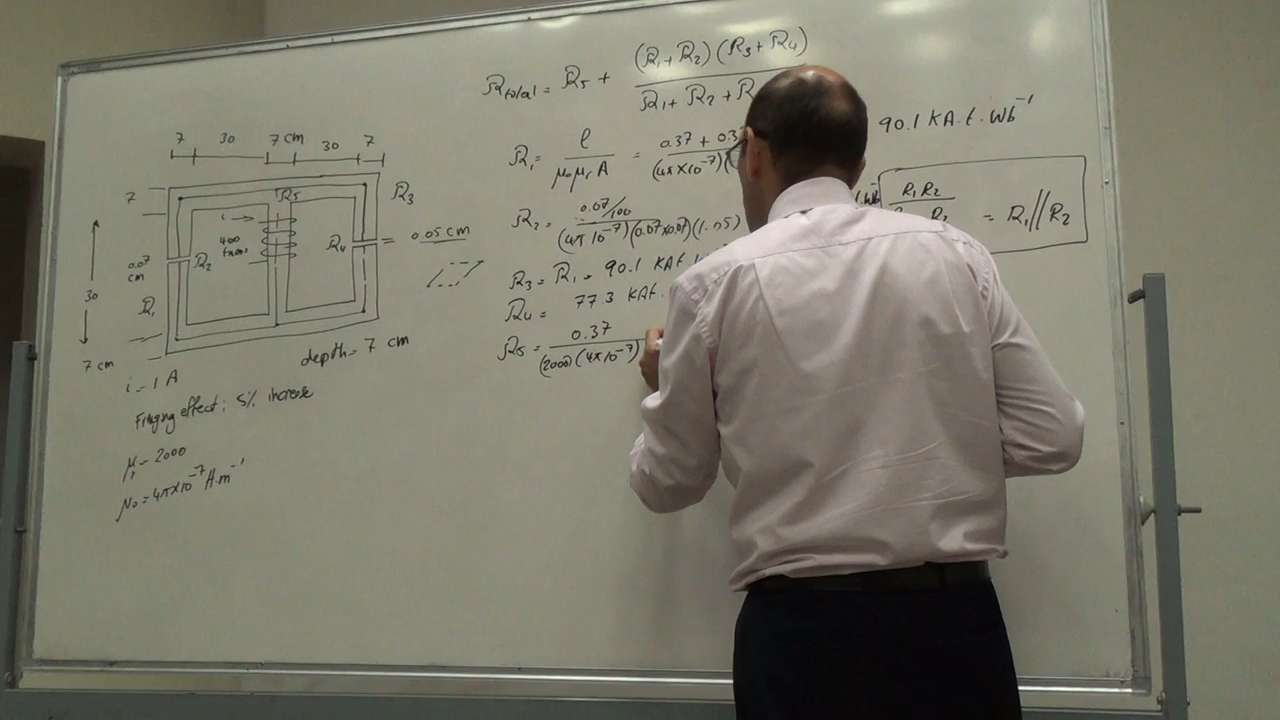 7 30 7 cm 30 7
7
R5
R3
i
400
turns
R4
= 0.05 cm
R2
0.07
cm
30
R1
7 cm
depth = 7 cm
i = 1 A
Fringing effect: 5% increase
μr = 2000
μ0 = 4π×10^-7 H.m^-1
Rtotal = R5 + (R1 + R2)(R3 + R4)
R1 + R2 + R
R1 = l / μ0 μr A = 0.37 + 0.3
(4π×10^-7)(
90.1 KA.t.Wb^-1
R2 = 0.07/100 / (4π 10^-7)(0.07×0.07)(1.05)
R1 R2
= R1//R2
R3 = R1 = 90.1 KAt
R4 = 77.3 KAt.
R5 = 0.37 / (2000)(4π×10^-7)